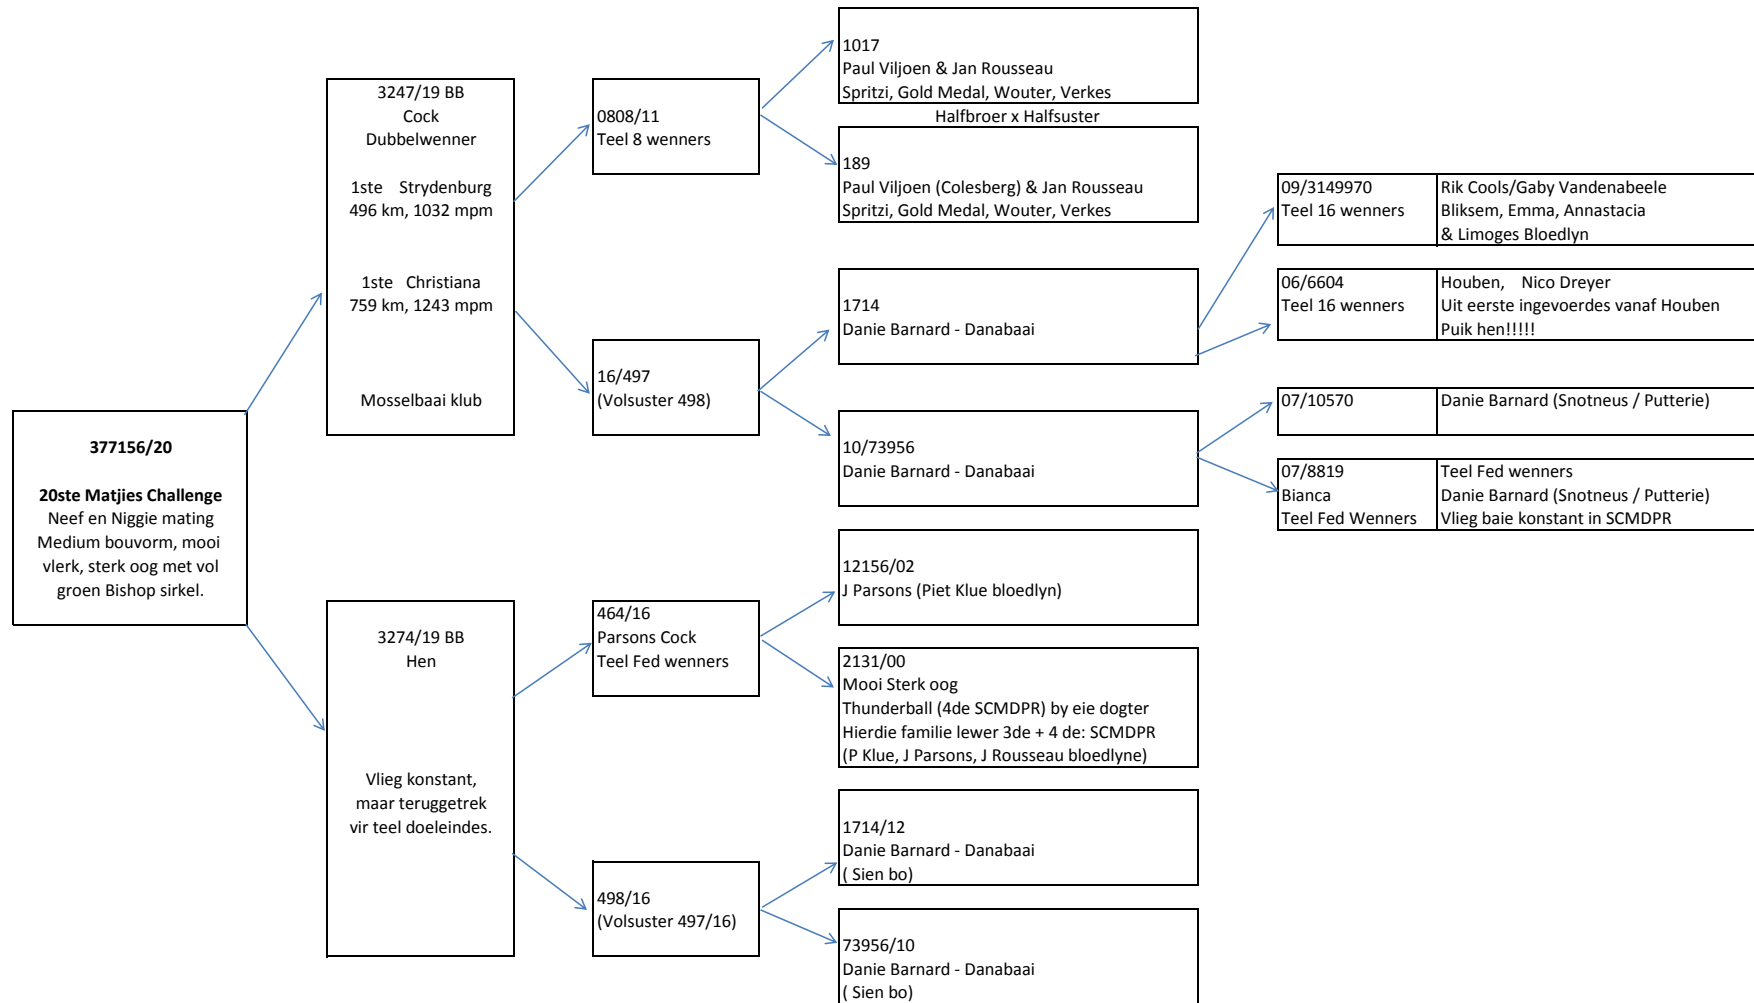 377156/20
20ste Matjies Challenge
Neef en Niggie mating
Medium bouvorm, mooi
vlerk, sterk oog met vol
groen Bishop sirkel.
3247/19 BB
Cock
Dubbelwenner
1ste Strydenburg
496 km, 1032 mpm
1ste Christiana
759 km, 1243 mpm
Mosselbaai klub
3274/19 BB
Hen
Vlieg konstant,
maar teruggetrek
vir teel doeleindes.
0808/11
Teel 8 wenners
16/497
(Volsuster 498)
464/16
Parsons Cock
Teel Fed wenners
498/16
(Volsuster 497/16)
1017
Paul Viljoen & Jan Rousseau
Spritzi, Gold Medal, Wouter, Verkes
Halfbroer x Halfsuster
189
Paul Viljoen (Colesberg) & Jan Rousseau
Spritzi, Gold Medal, Wouter, Verkes
1714
Danie Barnard - Danabaai
10/73956
Danie Barnard - Danabaai
12156/02
J Parsons (Piet Klue bloedlyn)
2131/00
Mooi Sterk oog
Thunderball (4de SCMDPR) by eie dogter
Hierdie familie lewer 3de + 4 de: SCMDPR
(P Klue, J Parsons, J Rousseau bloedlyne)
1714/12
Danie Barnard - Danabaai
( Sien bo)
73956/10
Danie Barnard - Danabaai
( Sien bo)
09/3149970
Teel 16 wenners
Rik Cools/Gaby Vandenabeele
Bliksem, Emma, Annastacia
& Limoges Bloedlyn
06/6604
Teel 16 wenners
Houben, Nico Dreyer
Uit eerste ingevoerdes vanaf Houben
Puik hen!!!!!
07/10570
Danie Barnard (Snotneus / Putterie)
07/8819
Bianca
Teel Fed Wenners
Teel Fed wenners
Danie Barnard (Snotneus / Putterie)
Vlieg baie konstant in SCMDPR